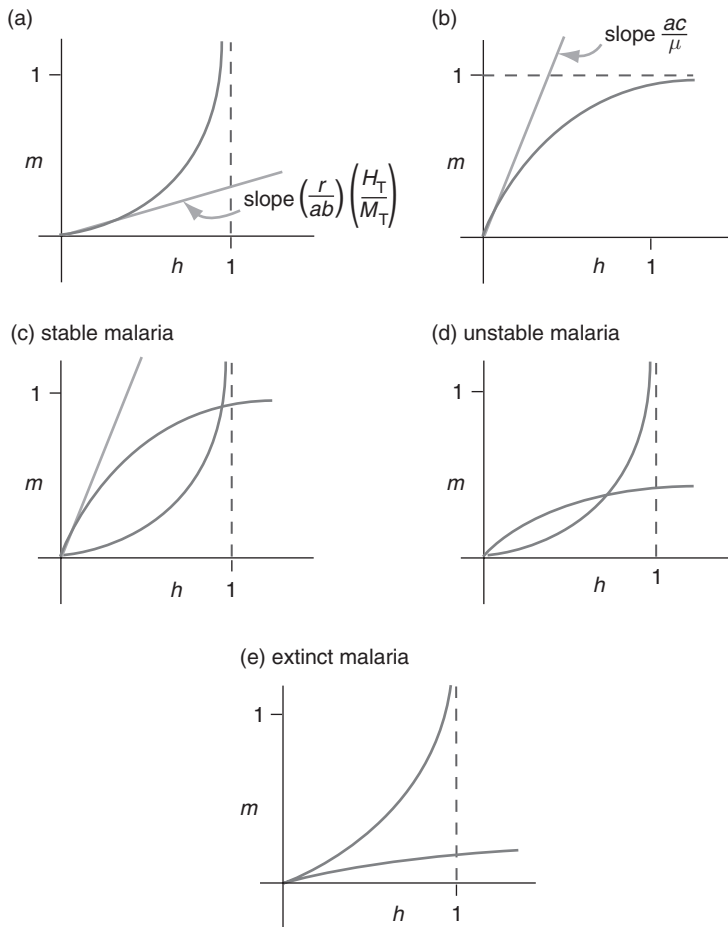 (a)
1
m
h
1
slope (r/ab) (H_T/M_T)
(b)
slope ac/μ
1
m
h
1
(c) stable malaria
1
m
h
1
(d) unstable malaria
1
m
h
1
(e) extinct malaria
1
m
h
1